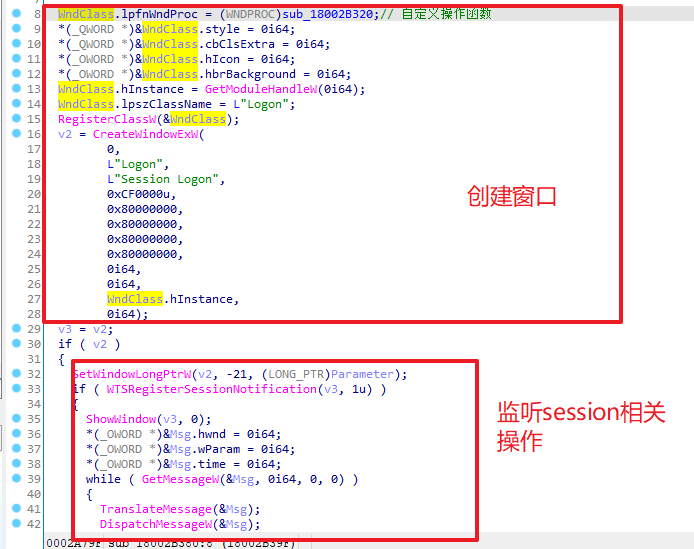 8 WndClass.lpfnWndProc = (WNDPROC)sub_18002B320;// 自定义操作函数
9 *(_QWORD *)&WndClass.style = 0i64;
10 *(_QWORD *)&WndClass.cbClsExtra = 0i64;
11 *(_OWORD *)&WndClass.hIcon = 0i64;
12 *(_OWORD *)&WndClass.hbrBackground = 0i64;
13 WndClass.hInstance = GetModuleHandleW(0i64);
14 WndClass.lpszClassName = L"Logon";
15 RegisterClassW(&WndClass);
16 v2 = CreateWindowExW(
17 0,
18 L"Logon",
19 L"Session Logon",
20 0xCF0000u,
21 0x80000000,
22 0x80000000,
23 0x80000000,
24 0x80000000,
25 0i64,
26 0i64,
27 WndClass.hInstance,
28 0i64);
创建窗口
29 v3 = v2;
30 if ( v2 )
31 {
32 SetWindowLongPtrW(v2, -21, (LONG_PTR)Parameter);
33 if ( WTSRegisterSessionNotification(v3, 1u) )
34 {
35 ShowWindow(v3, 0);
36 *(_OWORD *)&Msg.hwnd = 0i64;
37 *(_OWORD *)&Msg.wParam = 0i64;
38 *(_OWORD *)&Msg.time = 0i64;
39 while ( GetMessageW(&Msg, 0i64, 0, 0) )
40 {
41 TranslateMessage(&Msg);
42 DispatchMessageW(&Msg);
监听session相关
操作
0002A79F sub_18002B380:8 (18002B39F)